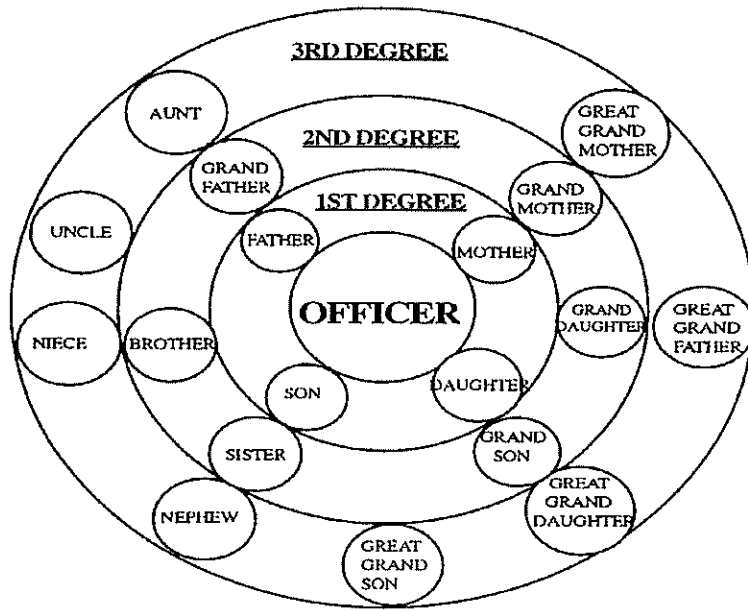 3RD DEGREE
AUNT
GREAT
GRAND
MOTHER
2ND DEGREE
GRAND
FATHER
GRAND
MOTHER
1ST DEGREE
UNCLE
FATHER
MOTHER
OFFICER
GRAND
DAUGHTER
GREAT
GRAND
FATHER
NIECE
BROTHER
SON
DAUGHTER
SISTER
GRAND
SON
NEPHEW
GREAT
GRAND
DAUGHTER
GREAT
GRAND
SON